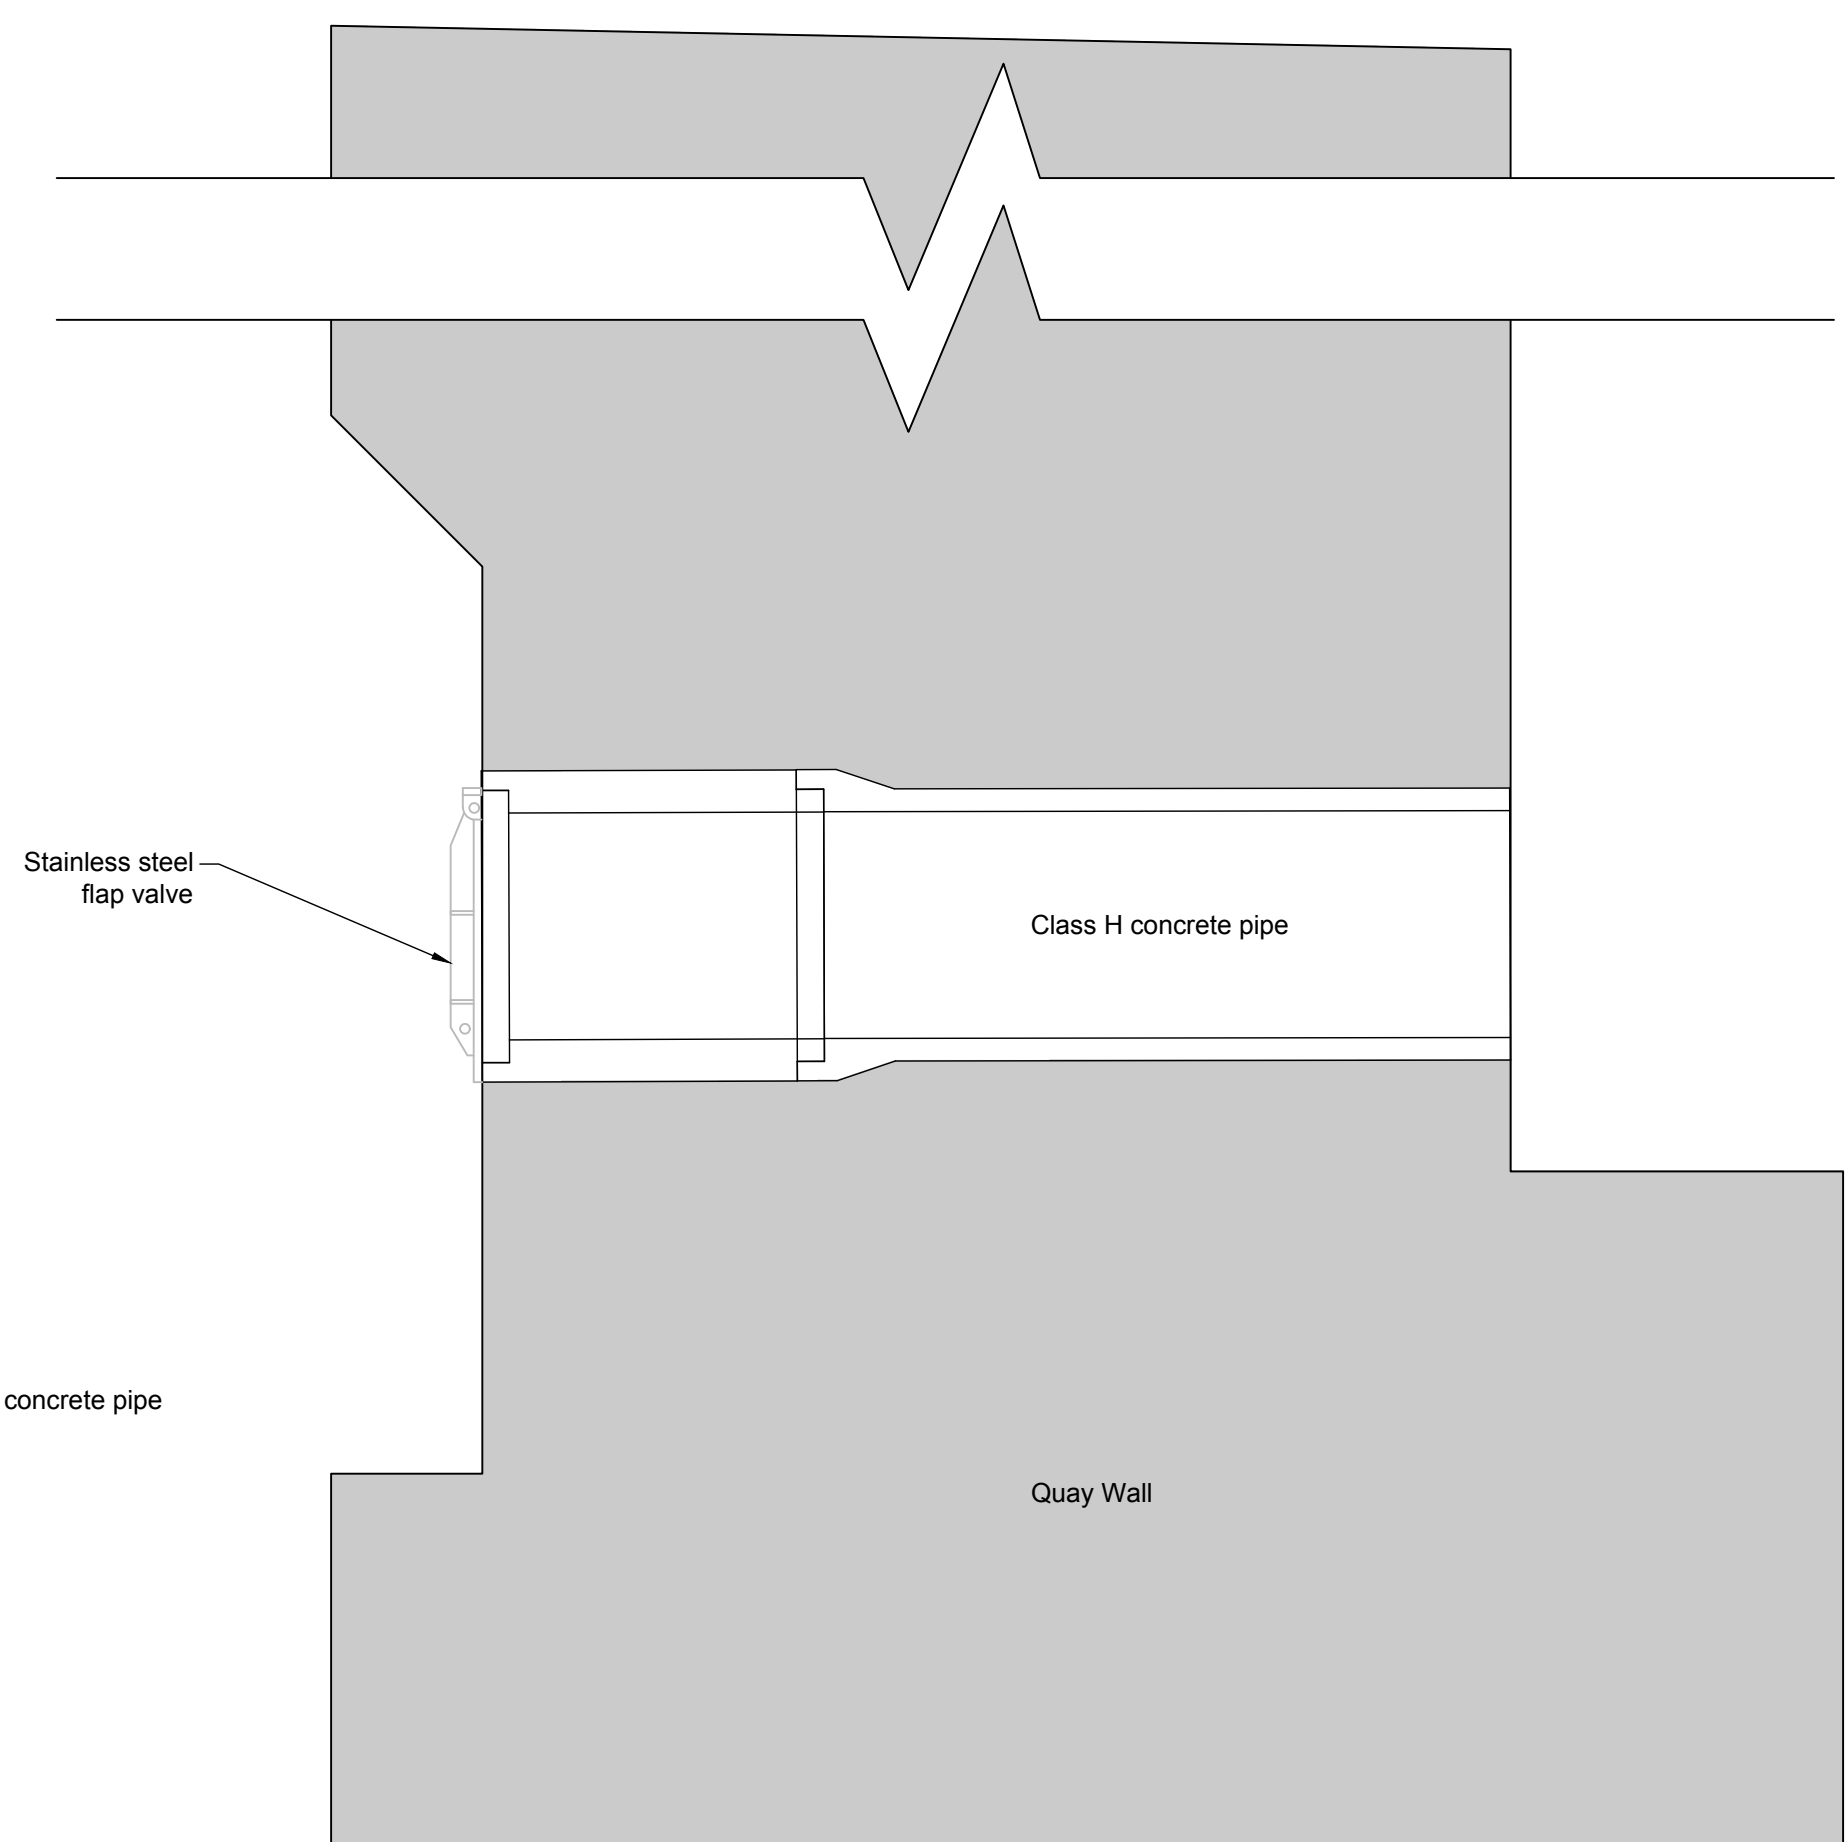 Stainless steel
flap valve
Class H concrete pipe
concrete pipe
Quay Wall